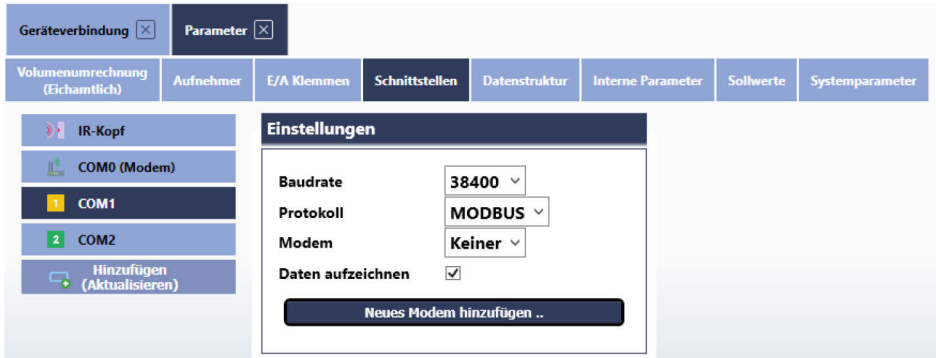 Geräteverbindung
Parameter
Volumenumrechnung
(Eichamtlich)
Aufnehmer
E/A Klemmen
Schnittstellen
Datenstruktur
Interne Parameter
Sollwerte
Systemparameter
IR-Kopf
COM0 (Modem)
1 COM1
2 COM2
Hinzufügen
(Aktualisieren)
Einstellungen
Baudrate 38400
Protokoll MODBUS
Modem Keiner
Daten aufzeichnen
Neues Modem hinzufügen ..